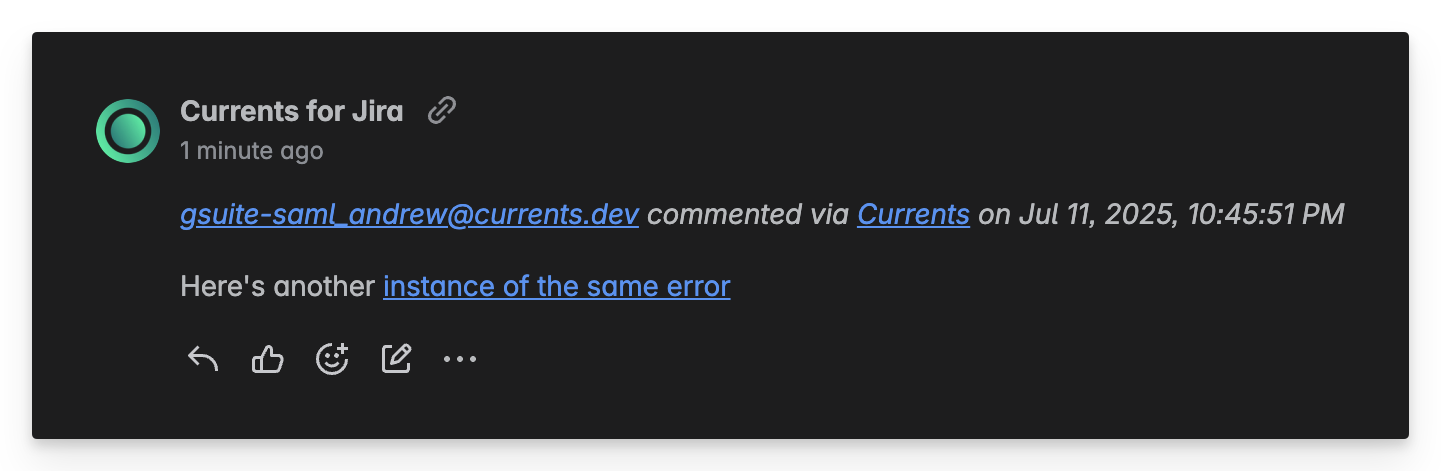 Currents for Jira
1 minute ago
gsuite-saml_andrew@currents.dev commented via Currents on Jul 11, 2025, 10:45:51 PM
Here's another instance of the same error